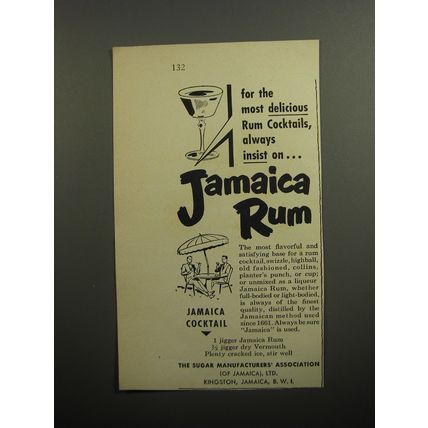 132
for the
most delicious
Rum Cocktails,
always
insist on...
Jamaica
Rum
The most flavorful and
satisfying base for a rum
cocktail, swizzle, highball,
old fashioned, collins,
planter's punch, or cup;
or unmixed as a liqueur
Jamaica Rum, whether
full-bodied or light-bodied,
is always of the finest
quality, distilled by the
Jamaican method used
since 1661. Always be sure
"Jamaica" is used.
JAMAICA
COCKTAIL
1 jigger Jamaica Rum
½ jigger dry Vermouth
Plenty cracked ice, stir well
THE SUGAR MANUFACTURERS' ASSOCIATION
(OF JAMAICA), LTD.
KINGSTON, JAMAICA, B. W. I.